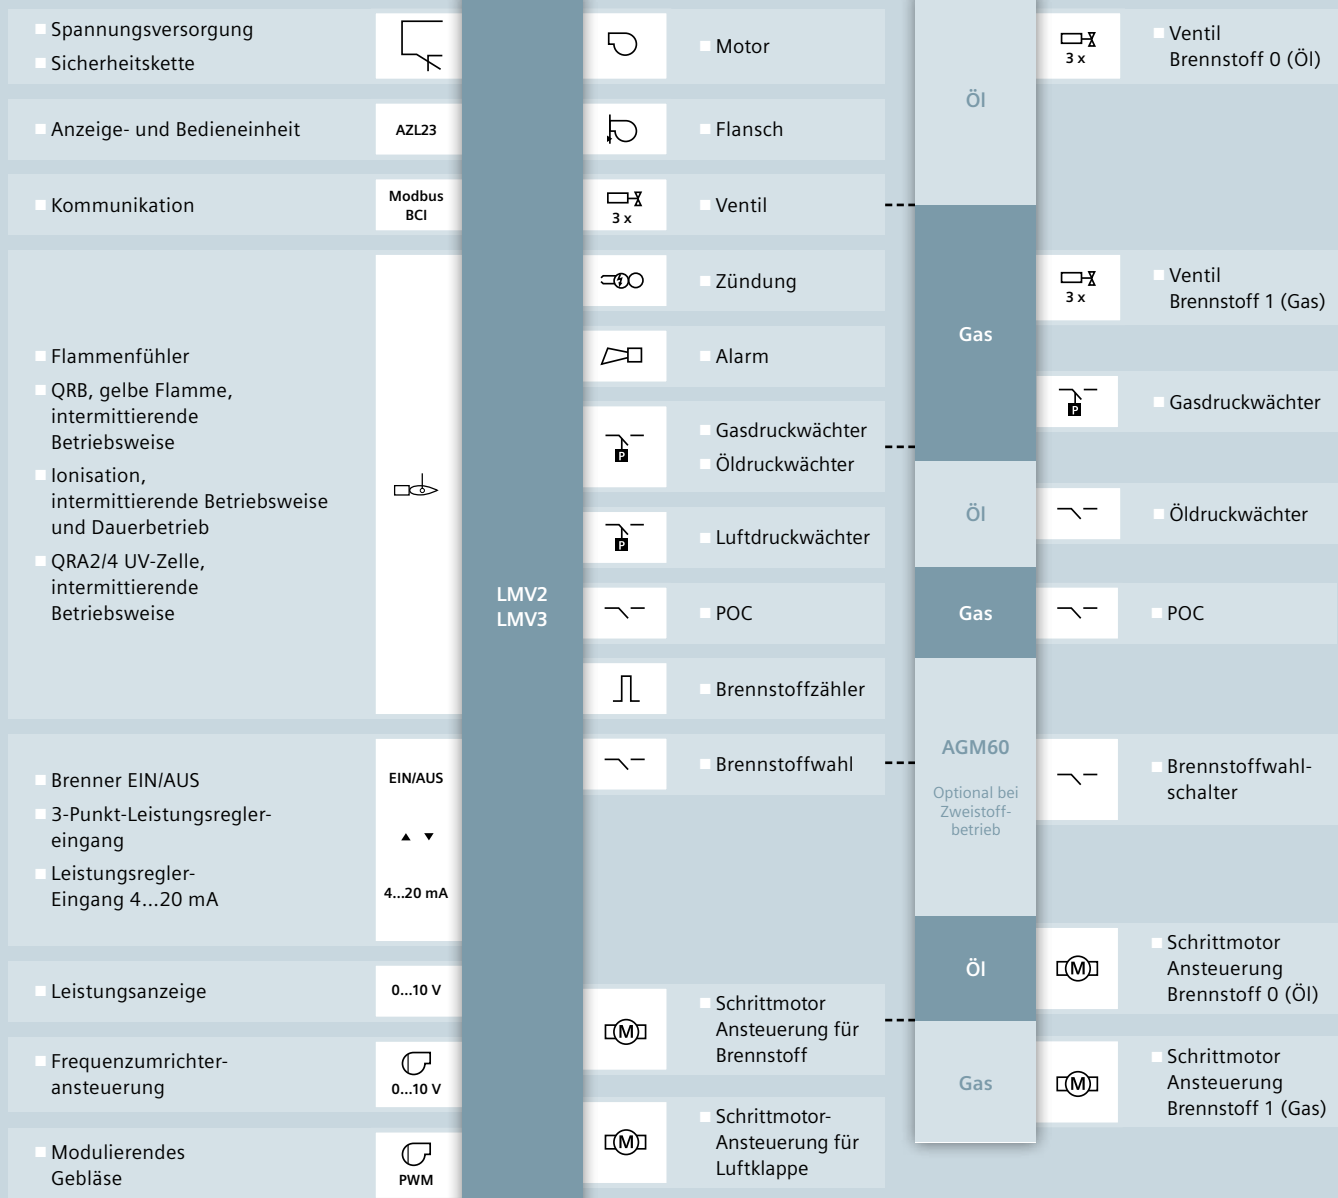 Spannungsversorgung
Sicherheitskette
Anzeige- und Bedieneinheit
AZL23
Kommunikation
Modbus
BCI
Flammenfühler
QRB, gelbe Flamme,
intermittierende
Betriebsweise
Ionisation,
intermittierende Betriebsweise
und Dauerbetrieb
QRA2/4 UV-Zelle,
intermittierende
Betriebsweise
Brenner EIN/AUS
3-Punkt-Leistungsregler-
eingang
Leistungsregler-
Eingang 4...20 mA
EIN/AUS
4...20 mA
Leistungsanzeige
0...10 V
Frequenzumrichter-
ansteuerung
0...10 V
Modulierendes
Gebläse
PWM
LMV2
LMV3
Motor
Flansch
3 x
Ventil
Zündung
Alarm
P
Gasdruckwächter
Öldruckwächter
P
Luftdruckwächter
POC
Brennstoffzähler
Brennstoffwahl
M
Schrittmotor
Ansteuerung für
Brennstoff
M
Schrittmotor-
Ansteuerung für
Luftklappe
Öl
Gas
Öl
Gas
AGM60
Optional bei
Zweistoff-
betrieb
Öl
Gas
3 x
Ventil
Brennstoff 0 (Öl)
3 x
Ventil
Brennstoff 1 (Gas)
P
Gasdruckwächter
Öldruckwächter
POC
Brennstoffwahl-
schalter
M
Schrittmotor
Ansteuerung
Brennstoff 0 (Öl)
M
Schrittmotor
Ansteuerung
Brennstoff 1 (Gas)